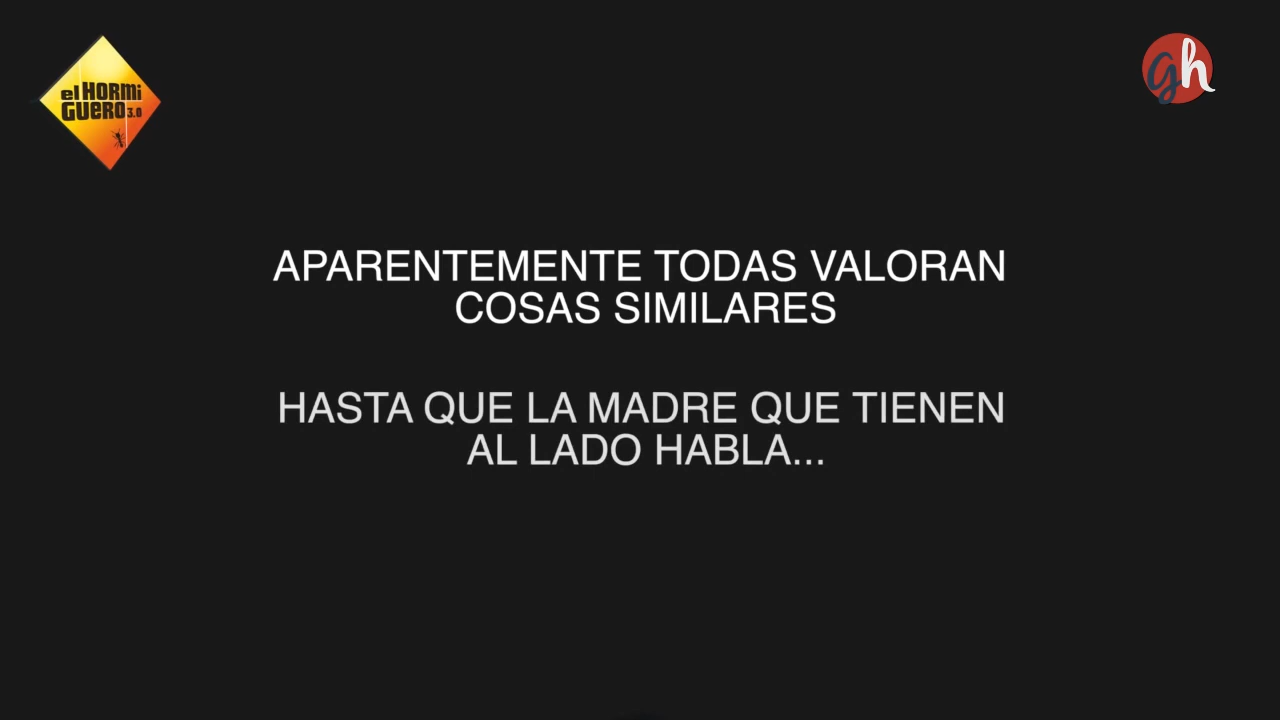 el HORMi
GUERO 3.0
gh
APARENTEMENTE TODAS VALORAN
COSAS SIMILARES
HASTA QUE LA MADRE QUE TIENEN
AL LADO HABLA...